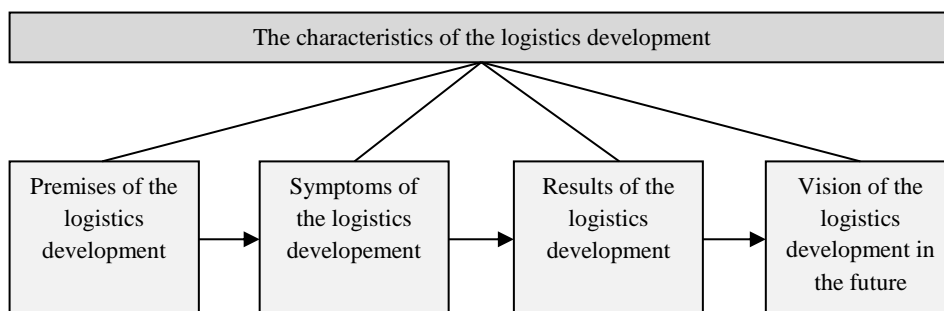 The characteristics of the logistics development
Premises of the
logistics
development
Symptoms of
the logistics
developement
Results of the
logistics
development
Vision of the
logistics
development in
the future